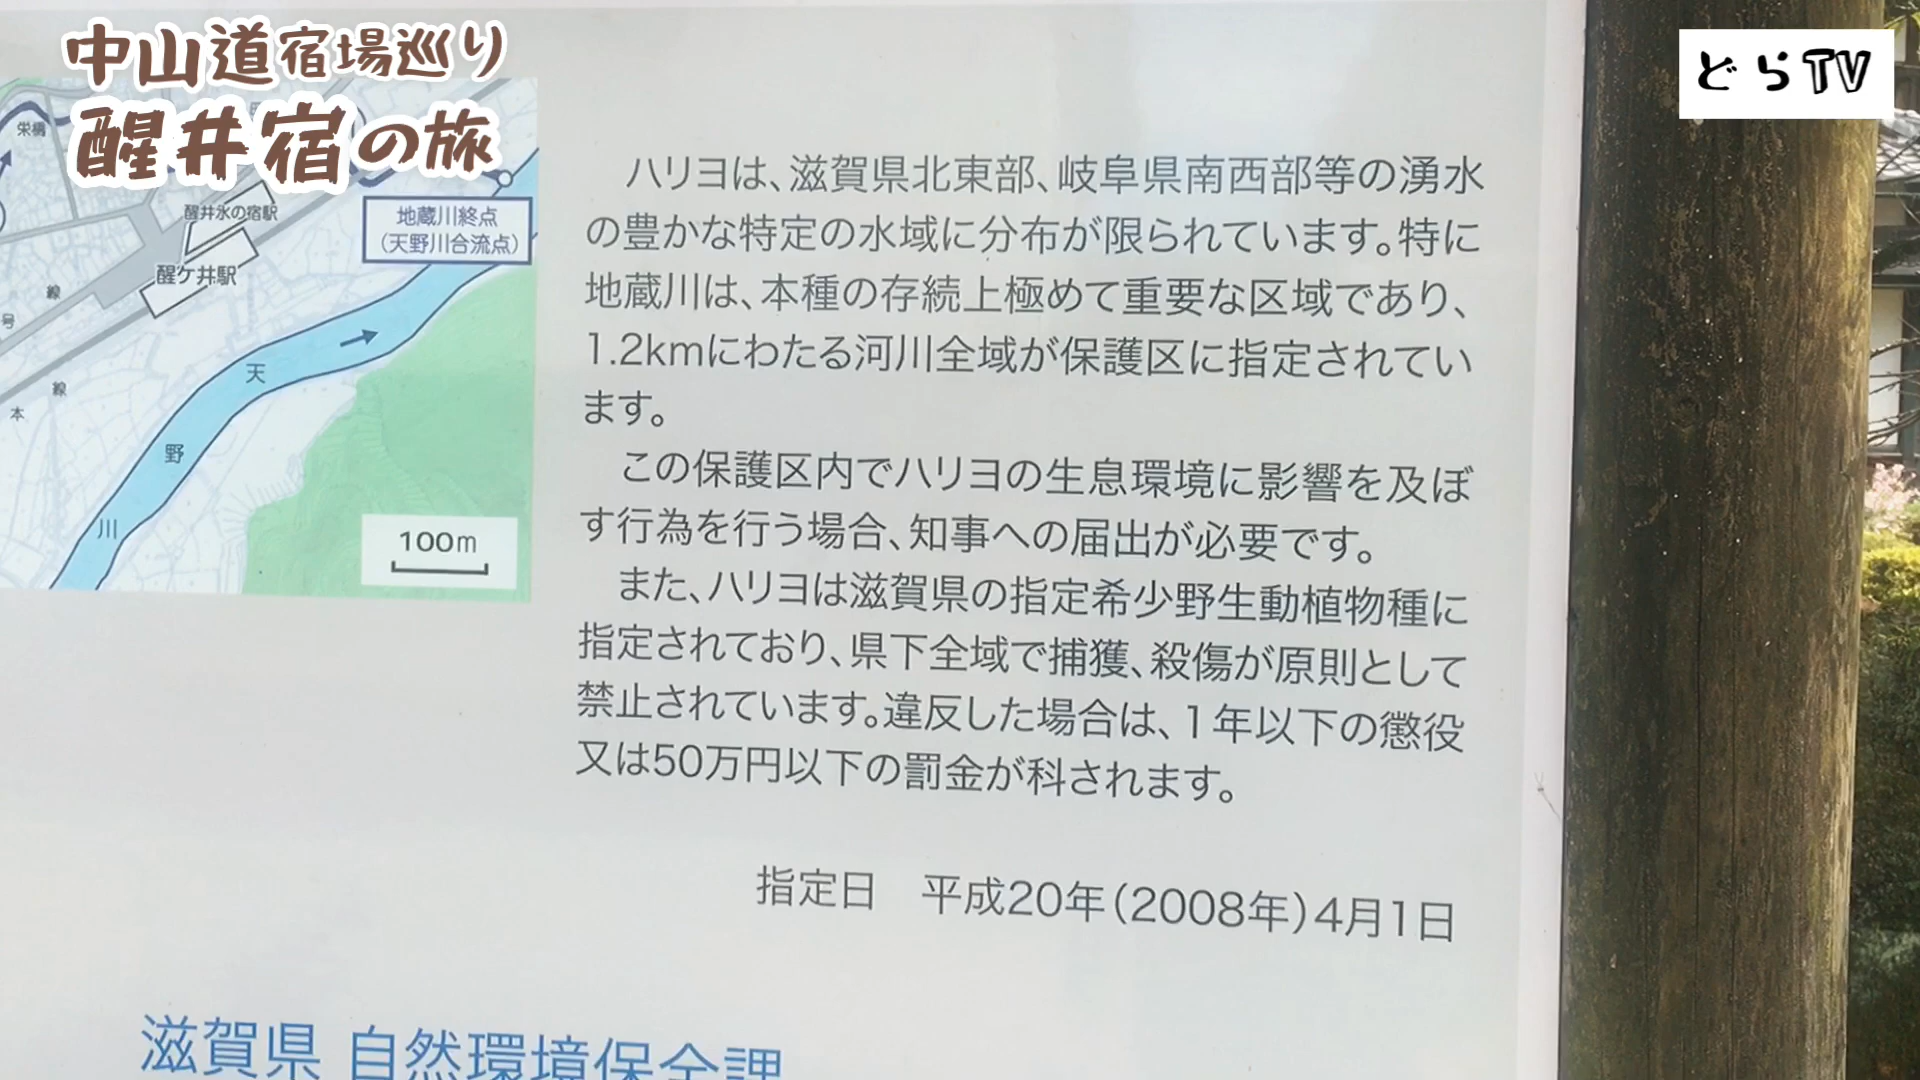 中山道宿場巡り
醒井宿の旅
どらTV
栄橋
醒井水の宿駅
醒ケ井駅
地蔵川終点
(天野川合流点)
線
号
線
本
天
野
川
100m
ハリヨは、滋賀県北東部、岐阜県南西部等の湧水
の豊かな特定の水域に分布が限られています。特に
地蔵川は、本種の存続上極めて重要な区域であり、
1.2kmにわたる河川全域が保護区に指定されてい
ます。
この保護区内でハリヨの生息環境に影響を及ぼ
す行為を行う場合、知事への届出が必要です。
また、ハリヨは滋賀県の指定希少野生動植物種に
指定されており、県下全域で捕獲、殺傷が原則として
禁止されています。違反した場合は、1年以下の懲役
又は50万円以下の罰金が科されます。
指定日　平成20年(2008年)4月1日
滋賀県 自然環境保全課